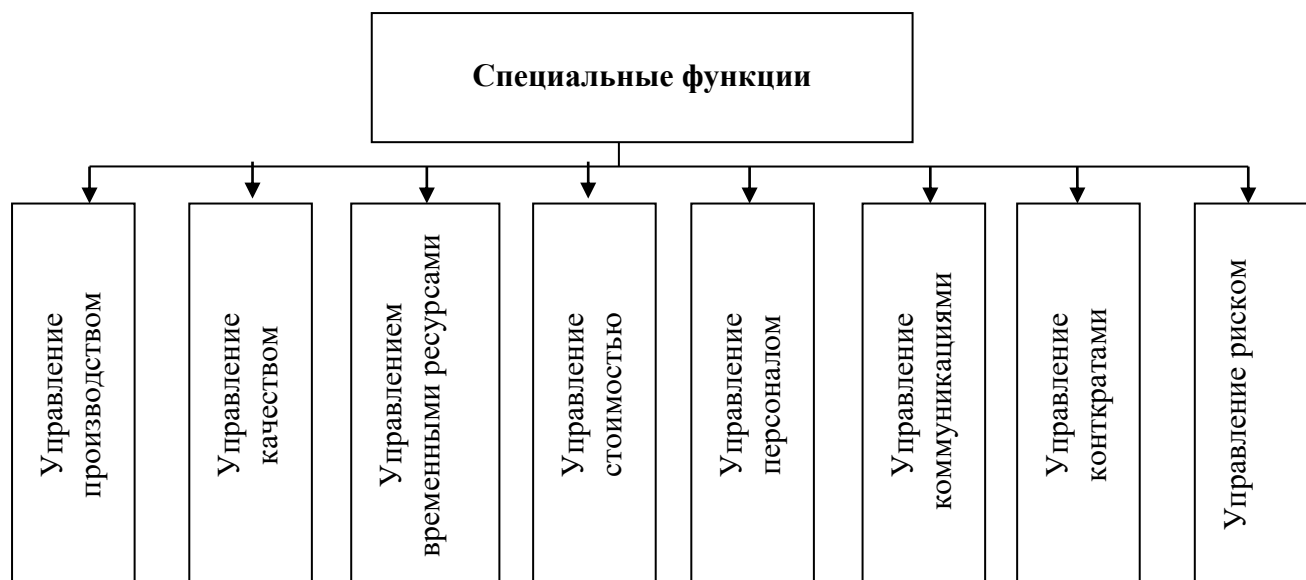 Специальные функции
Управление
производством
Управление
качеством
Управлением
временными ресурсами
Управление
стоимостью
Управление
персоналом
Управление
коммуникациями
Управление
конткратами
Управление риском